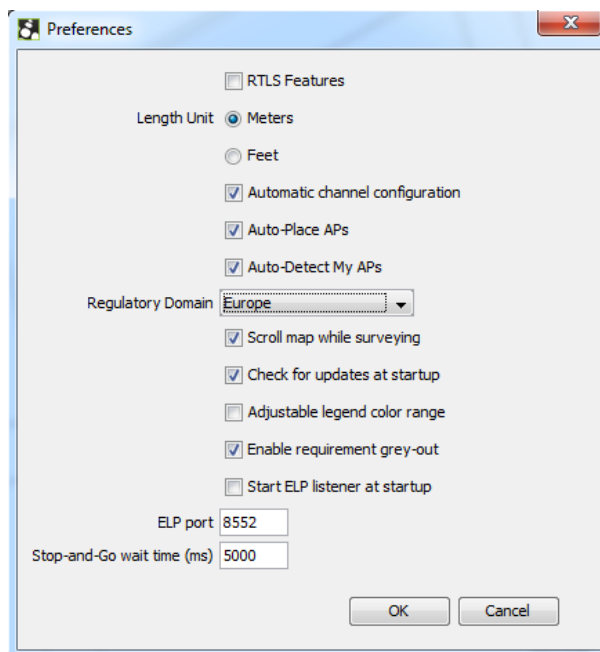 Preferences
RTLS Features
Length Unit Meters
Feet
Automatic channel configuration
Auto-Place APs
Auto-Detect My APs
Regulatory Domain Europe
Scroll map while surveying
Check for updates at startup
Adjustable legend color range
Enable requirement grey-out
Start ELP listener at startup
ELP port 8552
Stop-and-Go wait time (ms) 5000
OK Cancel